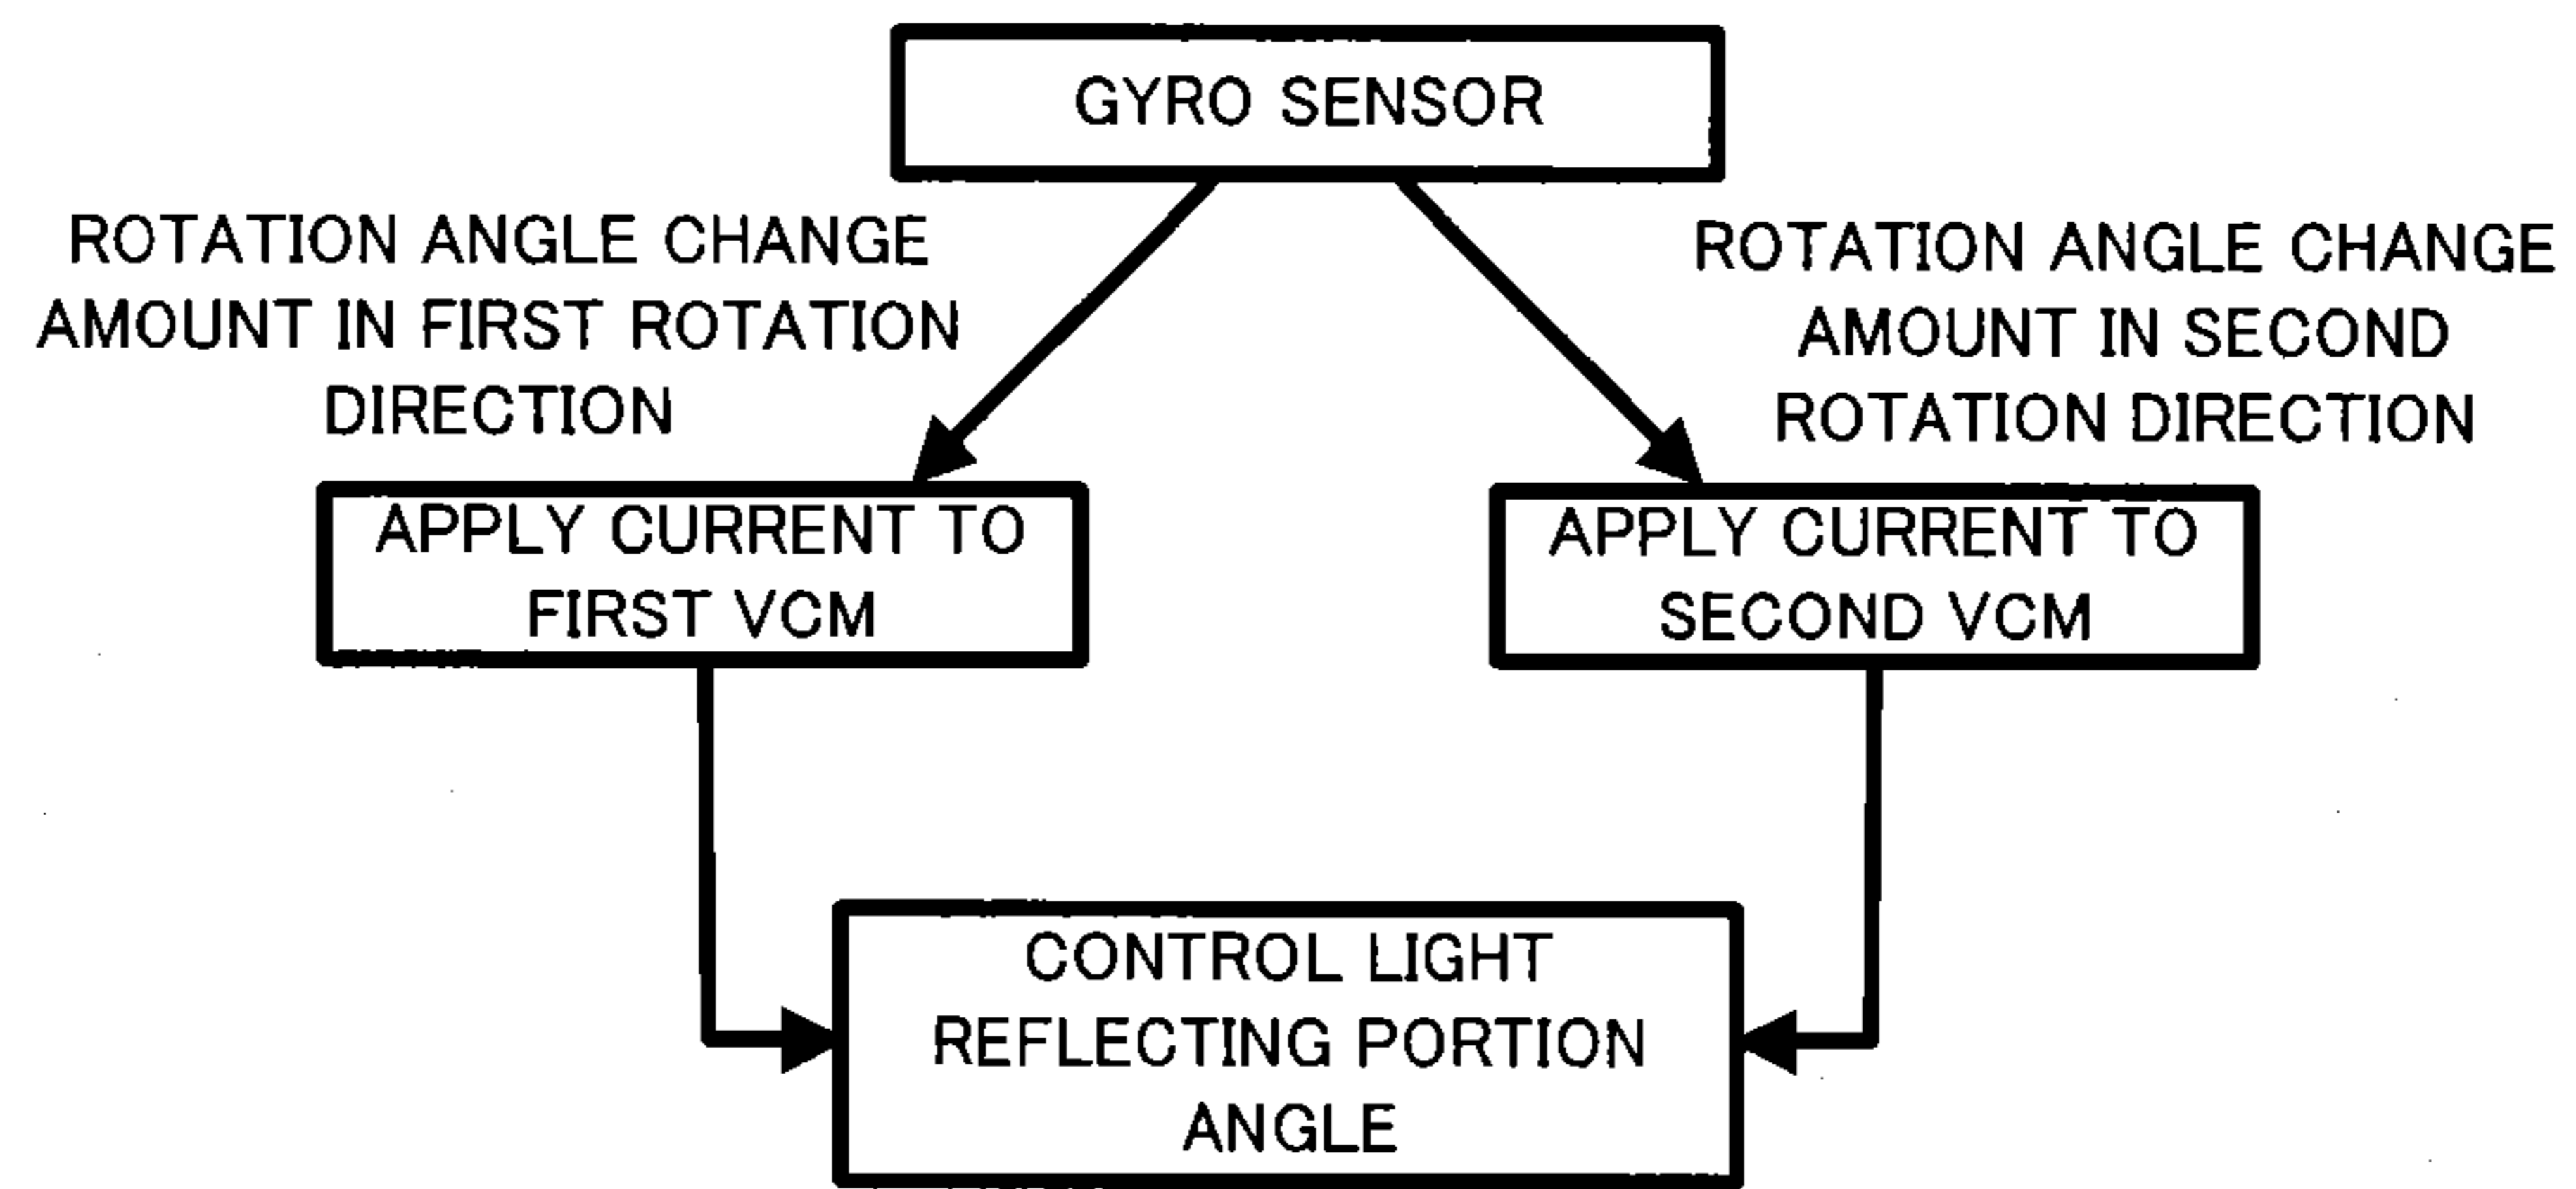 GYRO SENSOR
ROTATION ANGLE CHANGE
AMOUNT IN FIRST ROTATION
DIRECTION
ROTATION ANGLE CHANGE
AMOUNT IN SECOND
ROTATION DIRECTION
APPLY CURRENT TO
FIRST VCM
APPLY CURRENT TO
SECOND VCM
CONTROL LIGHT
REFLECTING PORTION
ANGLE